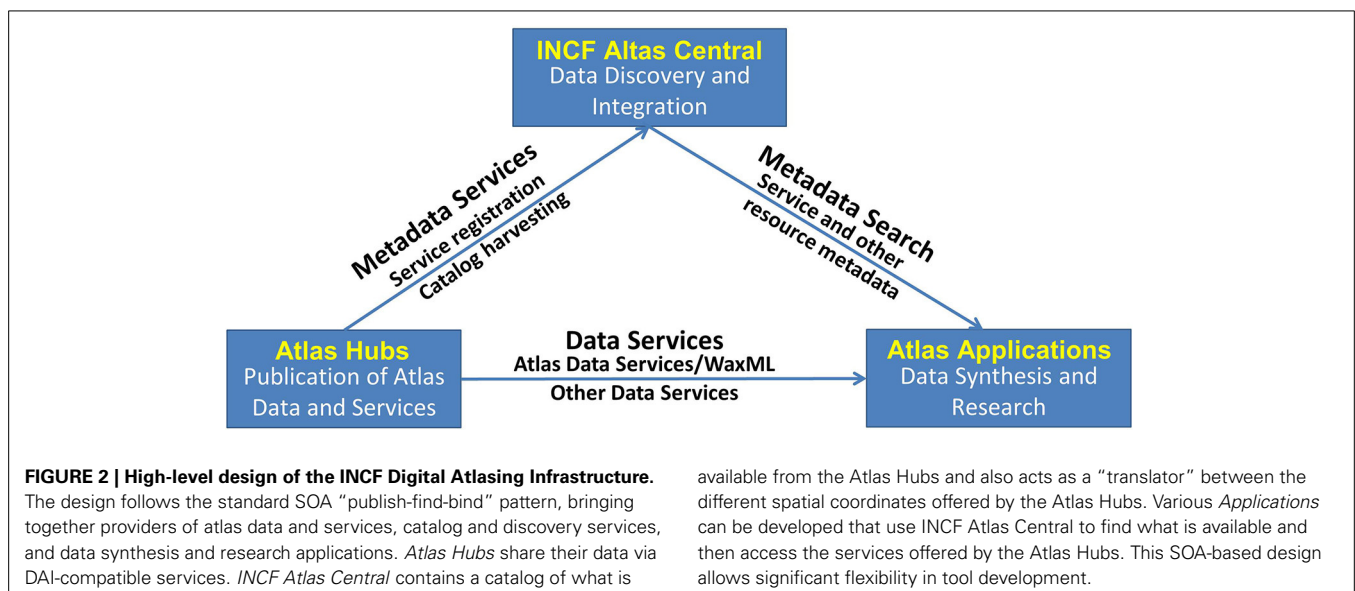 INCF Altas Central
Data Discovery and
Integration
Metadata Services
Service registration
Catalog harvesting
Metadata Search
Service and other
resource metadata
Atlas Hubs
Publication of Atlas
Data and Services
Data Services
Atlas Data Services/WaxML
Other Data Services
Atlas Applications
Data Synthesis and
Research
FIGURE 2 | High-level design of the INCF Digital Atlasing Infrastructure.
The design follows the standard SOA “publish-find-bind” pattern, bringing
together providers of atlas data and services, catalog and discovery services,
and data synthesis and research applications. Atlas Hubs share their data via
DAI-compatible services. INCF Atlas Central contains a catalog of what is
available from the Atlas Hubs and also acts as a “translator” between the
different spatial coordinates offered by the Atlas Hubs. Various Applications
can be developed that use INCF Atlas Central to find what is available and
then access the services offered by the Atlas Hubs. This SOA-based design
allows significant flexibility in tool development.